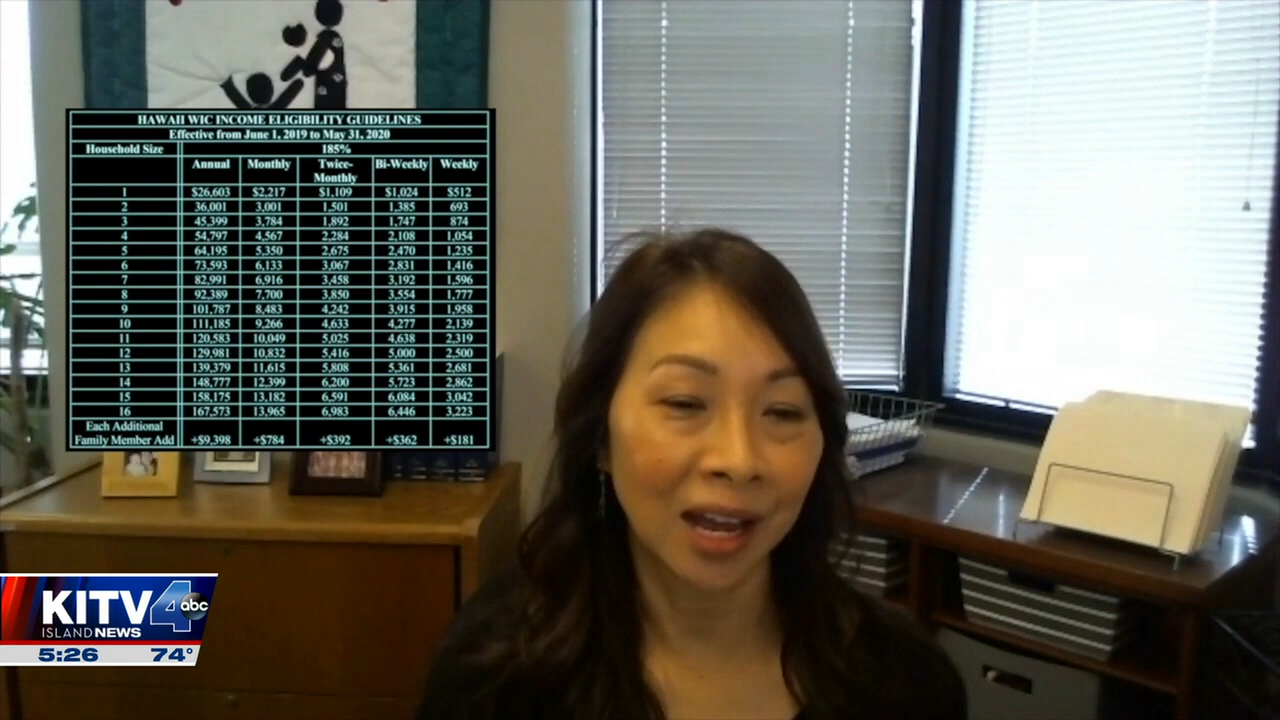 HAWAII WIC INCOME ELIGIBILITY GUIDELINES
Effective from June 1, 2019 to May 31, 2020
Household Size 185%
Annual Monthly Twice-Monthly Bi-Weekly Weekly
1 $26,603 $2,217 $1,109 $1,024 $512
2 36,001 3,001 1,501 1,385 693
3 45,399 3,784 1,892 1,747 874
4 54,797 4,567 2,284 2,108 1,054
5 64,195 5,350 2,675 2,470 1,235
6 73,593 6,133 3,067 2,831 1,416
7 82,991 6,916 3,458 3,192 1,596
8 92,389 7,700 3,850 3,554 1,777
9 101,787 8,483 4,242 3,915 1,958
10 111,185 9,266 4,633 4,277 2,139
11 120,583 10,049 5,025 4,638 2,319
12 129,981 10,832 5,416 5,000 2,500
13 139,379 11,615 5,808 5,361 2,681
14 148,777 12,399 6,200 5,723 2,862
15 158,175 13,182 6,591 6,084 3,042
16 167,573 13,965 6,983 6,446 3,223
Each Additional
Family Member Add +$9,398 +$784 +$392 +$362 +$181
KITV4 abc
ISLAND NEWS
5:26 74°